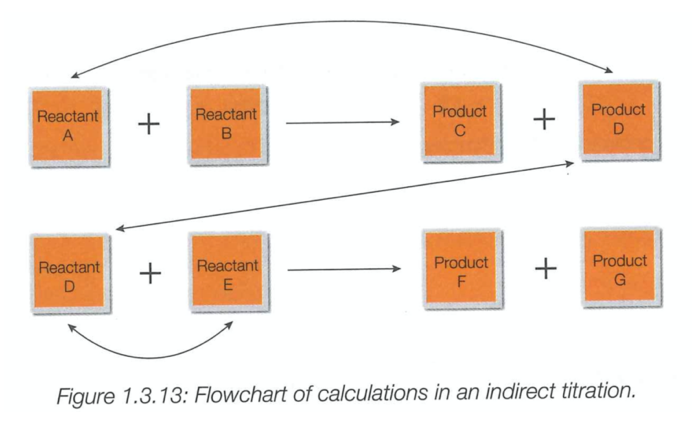 Reactant
A
+
Reactant
B
Product
C
+
Product
D
Reactant
D
+
Reactant
E
Product
F
+
Product
G
Figure 1.3.13: Flowchart of calculations in an indirect titration.